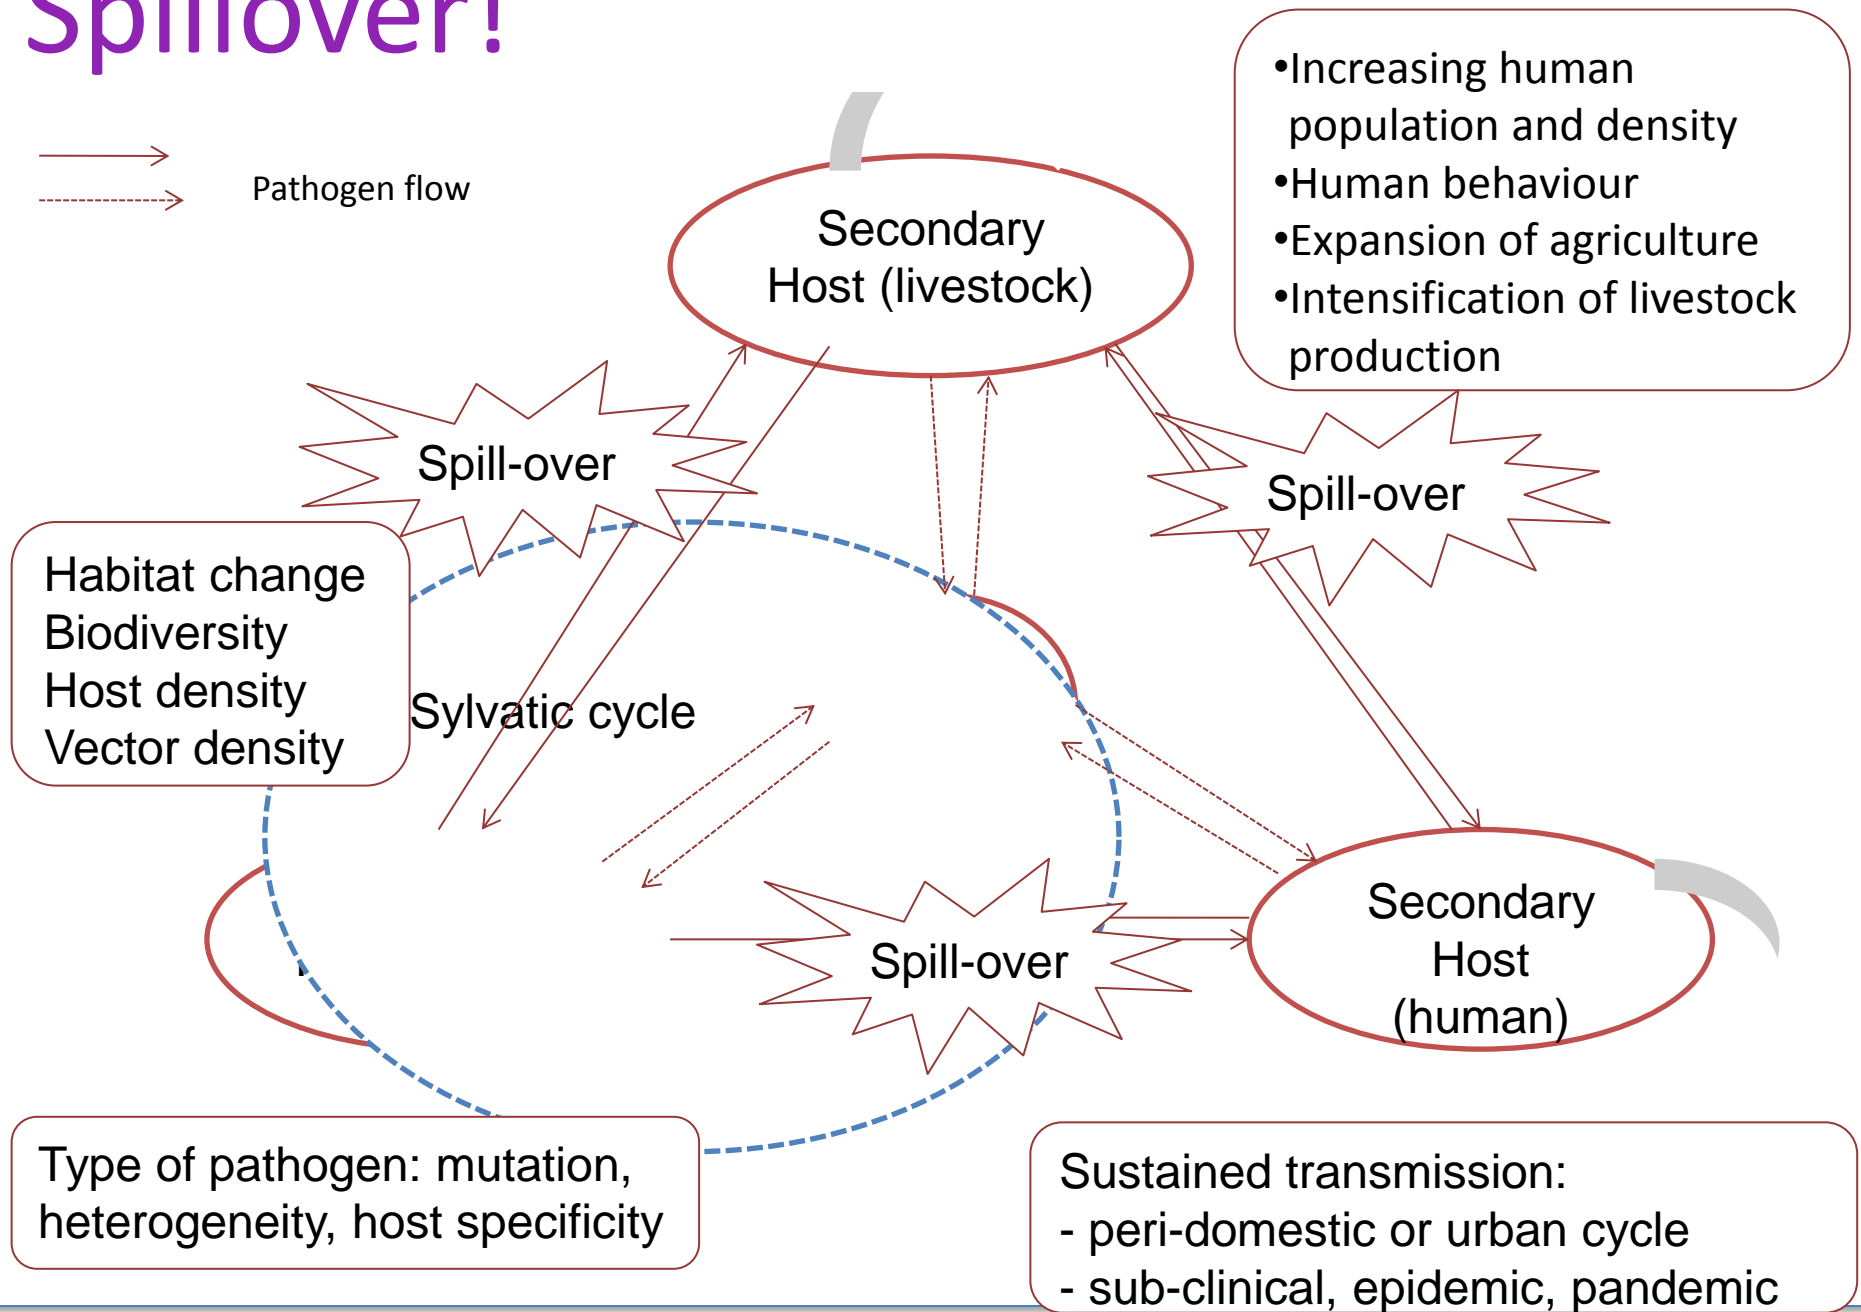 Spillover!
Pathogen flow
Secondary
Host (livestock)
•Increasing human
population and density
•Human behaviour
•Expansion of agriculture
•Intensification of livestock
production
Spill-over
Spill-over
Habitat change
Biodiversity
Host density
Vector density
Sylvatic cycle
Spill-over
Secondary
Host
(human)
Type of pathogen: mutation,
heterogeneity, host specificity
Sustained transmission:
- peri-domestic or urban cycle
- sub-clinical, epidemic, pandemic